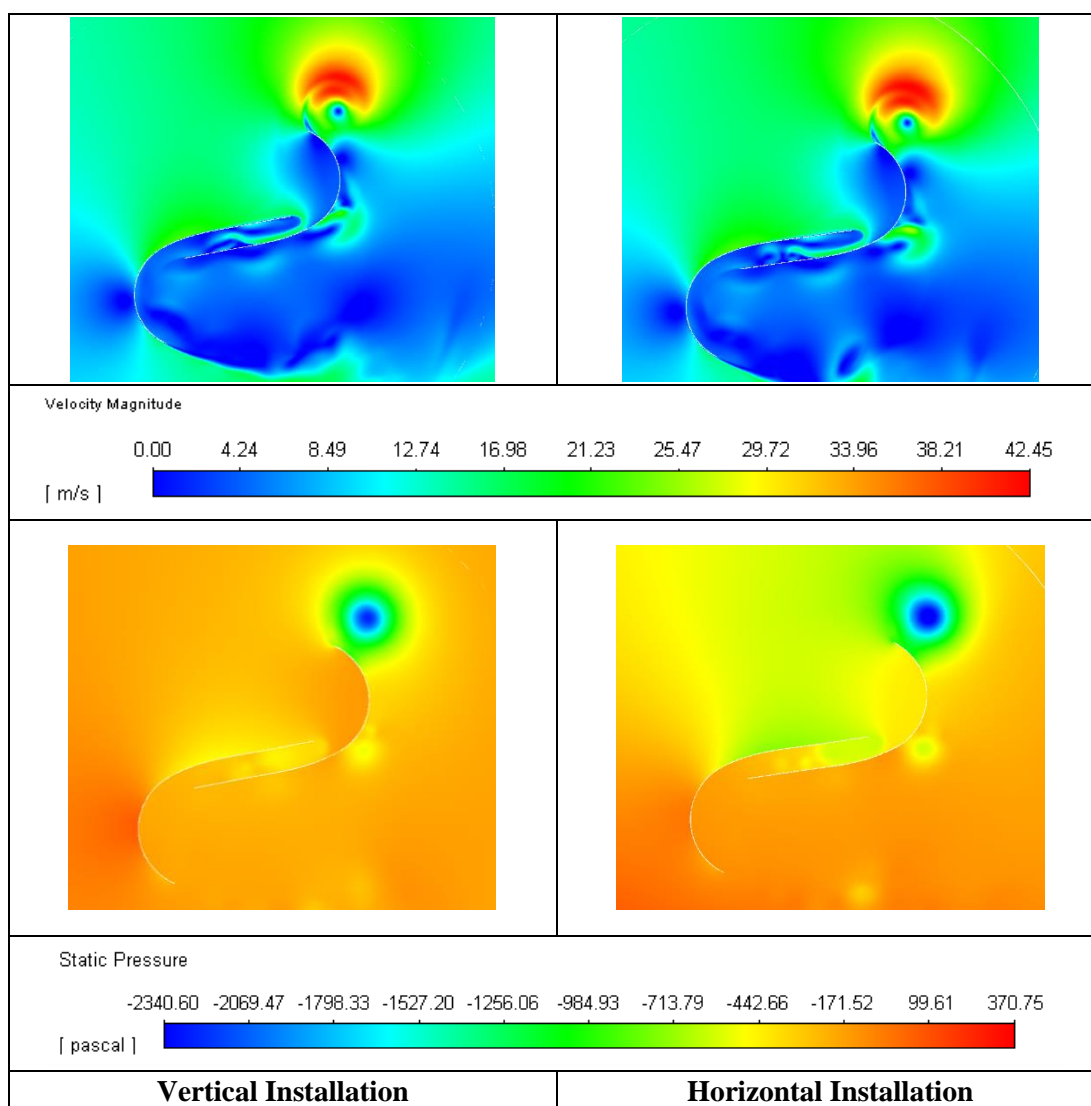 Velocity Magnitude
0.00 4.24 8.49 12.74 16.98 21.23 25.47 29.72 33.96 38.21 42.45
[ m/s ]
Static Pressure
-2340.60 -2069.47 -1798.33 -1527.20 -1256.06 -984.93 -713.79 -442.66 -171.52 99.61 370.75
[ pascal ]
Vertical Installation Horizontal Installation